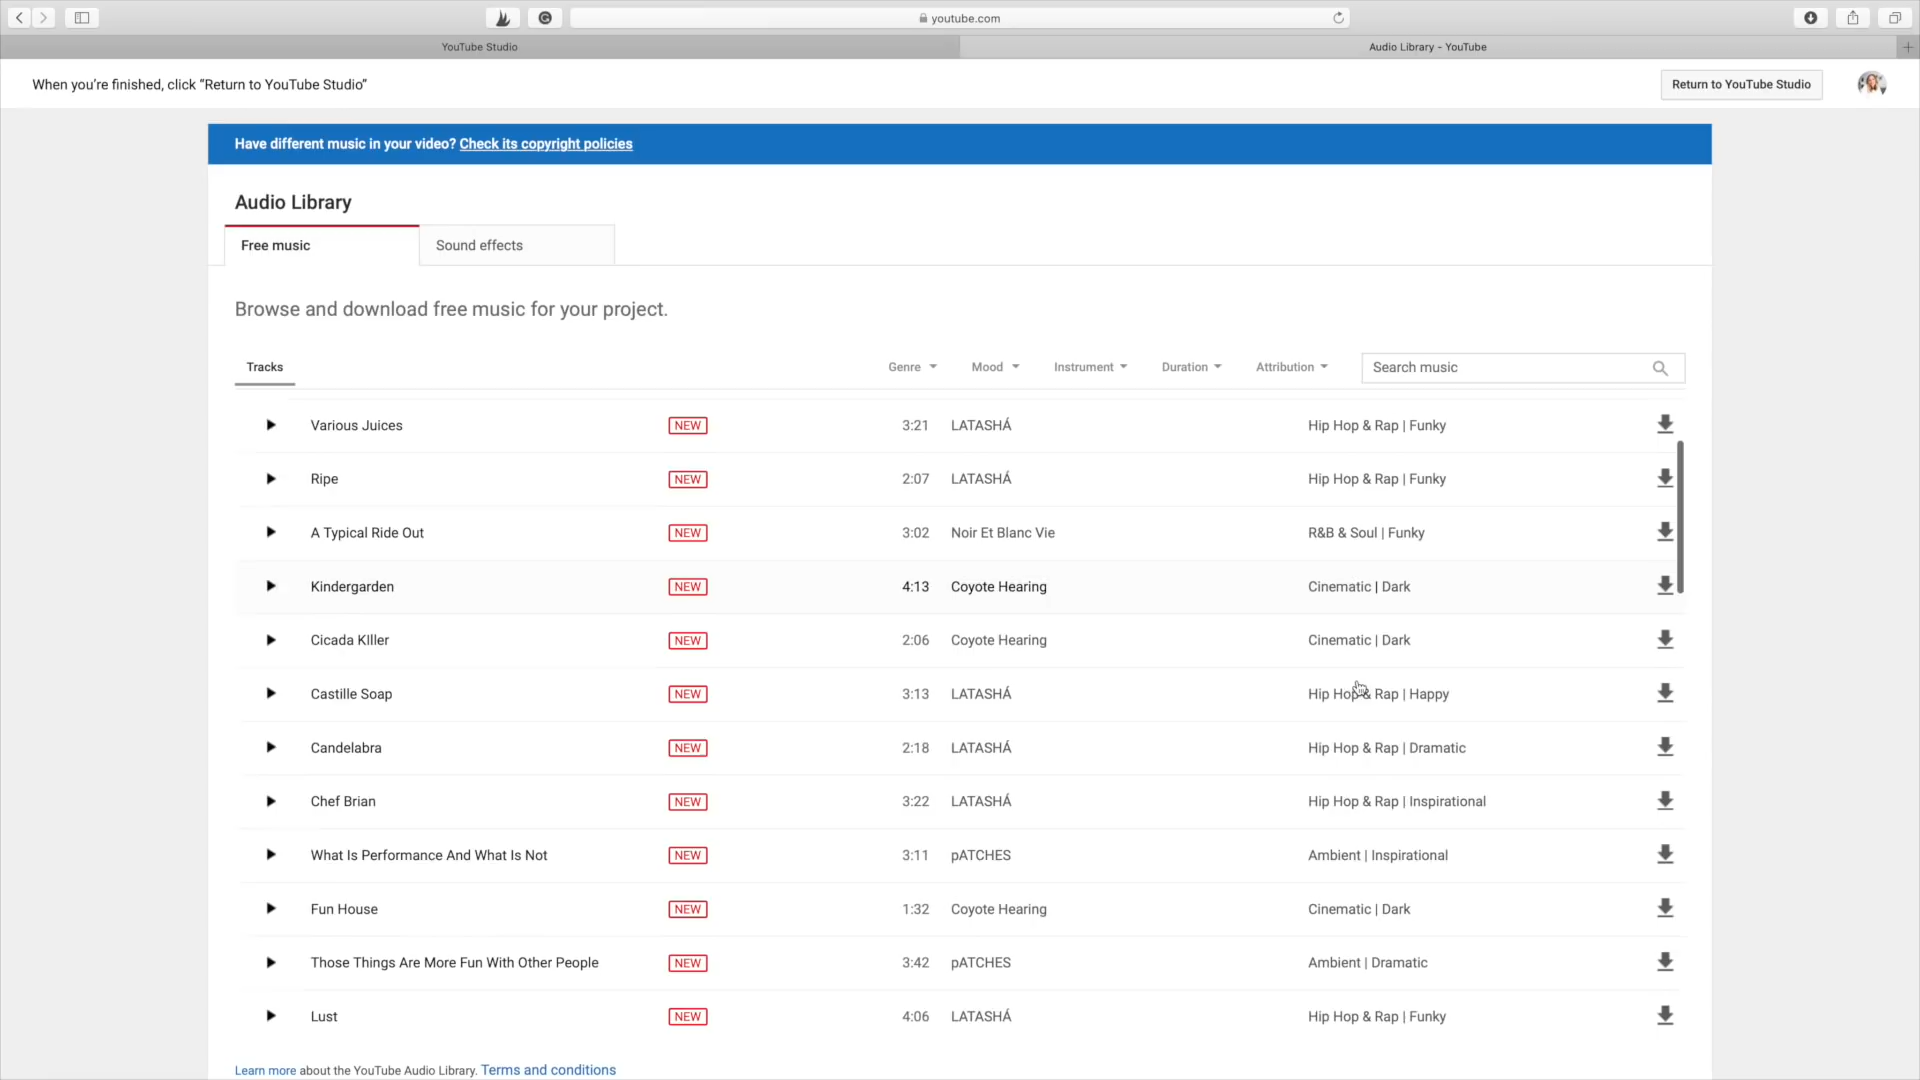 youtube.com
YouTube Studio
Audio Library - YouTube
When you're finished, click “Return to YouTube Studio”
Return to YouTube Studio
Have different music in your video? Check its copyright policies
Audio Library
Free music
Sound effects
Browse and download free music for your project.
Tracks
Genre
Mood
Instrument
Duration
Attribution
Search music
Various Juices NEW 3:21 LATASHÁ Hip Hop & Rap | Funky
Ripe NEW 2:07 LATASHÁ Hip Hop & Rap | Funky
A Typical Ride Out NEW 3:02 Noir Et Blanc Vie R&B & Soul | Funky
Kindergarden NEW 4:13 Coyote Hearing Cinematic | Dark
Cicada KIller NEW 2:06 Coyote Hearing Cinematic | Dark
Castille Soap NEW 3:13 LATASHÁ Hip Hop & Rap | Happy
Candelabra NEW 2:18 LATASHÁ Hip Hop & Rap | Dramatic
Chef Brian NEW 3:22 LATASHÁ Hip Hop & Rap | Inspirational
What Is Performance And What Is Not NEW 3:11 pATCHES Ambient | Inspirational
Fun House NEW 1:32 Coyote Hearing Cinematic | Dark
Those Things Are More Fun With Other People NEW 3:42 pATCHES Ambient | Dramatic
Lust NEW 4:06 LATASHÁ Hip Hop & Rap | Funky
Learn more about the YouTube Audio Library. Terms and conditions